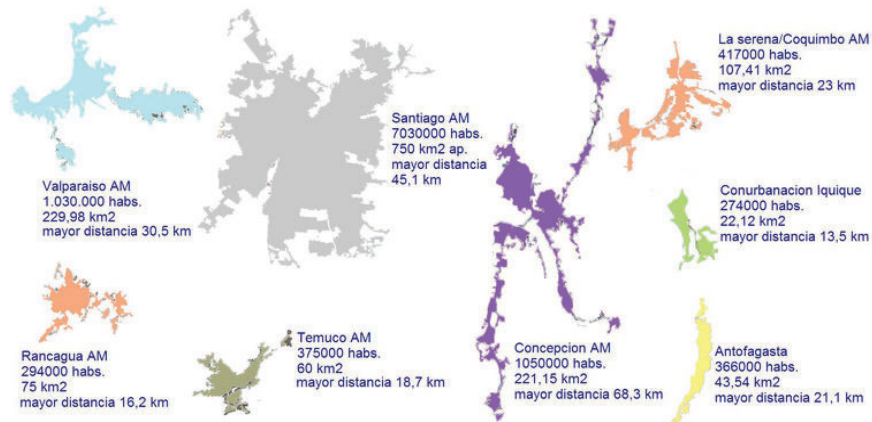 La serena/Coquimbo AM
417000 habs.
107,41 km2
mayor distancia 23 km
Santiago AM
7030000 habs.
750 km2 ap.
mayor distancia
45,1 km
Valparaiso AM
1.030.000 habs.
229,98 km2
mayor distancia 30,5 km
Conurbanacion Iquique
274000 habs.
22,12 km2
mayor distancia 13,5 km
Rancagua AM
294000 habs.
75 km2
mayor distancia 16,2 km
Temuco AM
375000 habs.
60 km2
mayor distancia 18,7 km
Concepcion AM
1050000 habs.
221,15 km2
mayor distancia 68,3 km
Antofagasta
366000 habs.
43,54 km2
mayor distancia 21,1 km